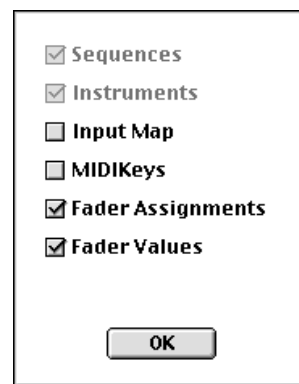 Sequences
Instruments
Input Map
MIDIKeys
Fader Assignments
Fader Values
OK